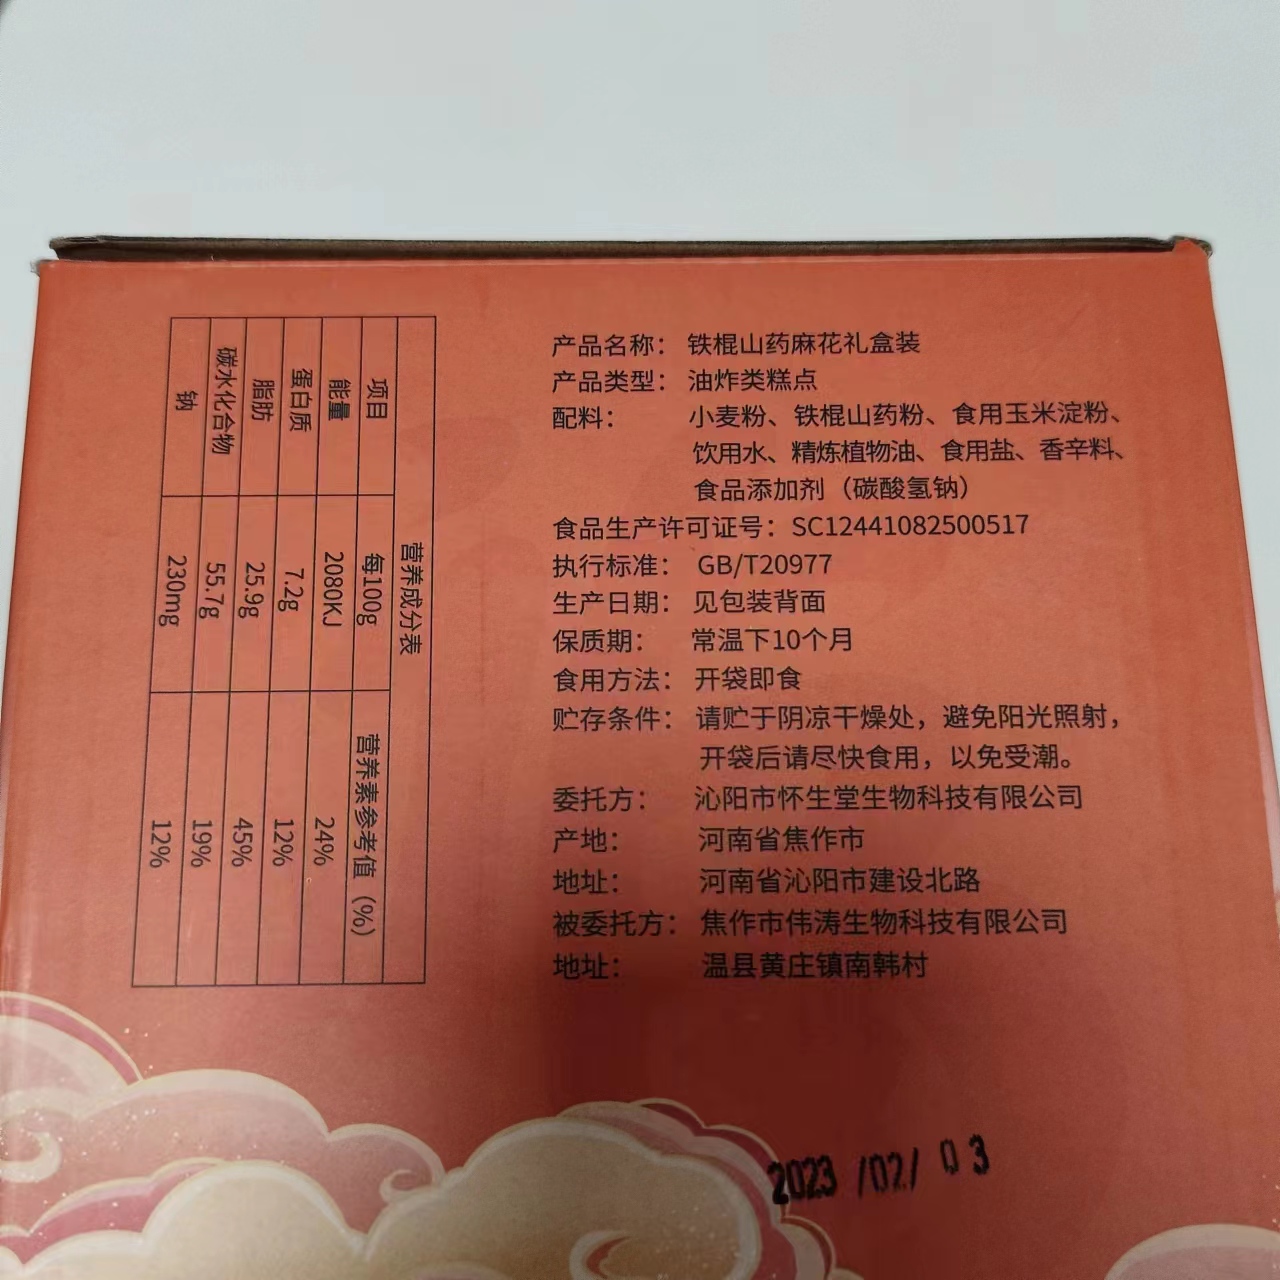 产品名称： 铁棍山药麻花礼盒装
产品类型： 油炸类糕点
配料： 小麦粉、铁棍山药粉、食用玉米淀粉、
饮用水、精炼植物油、食用盐、香辛料、
食品添加剂（碳酸氢钠）
食品生产许可证号：SC12441082500517
执行标准： GB/T20977
生产日期： 见包装背面
保质期： 常温下10个月
食用方法： 开袋即食
贮存条件： 请贮于阴凉干燥处，避免阳光照射，
开袋后请尽快食用，以免受潮。
委托方： 沁阳市怀生堂生物科技有限公司
产地： 河南省焦作市
地址： 河南省沁阳市建设北路
被委托方： 焦作市伟涛生物科技有限公司
地址： 温县黄庄镇南韩村
营养成分表
项目 每100g 营养素参考值（%）
能量 2080KJ 24%
蛋白质 7.2g 12%
脂肪 25.9g 45%
碳水化合物 55.7g 19%
钠 230mg 12%
2023/02/03